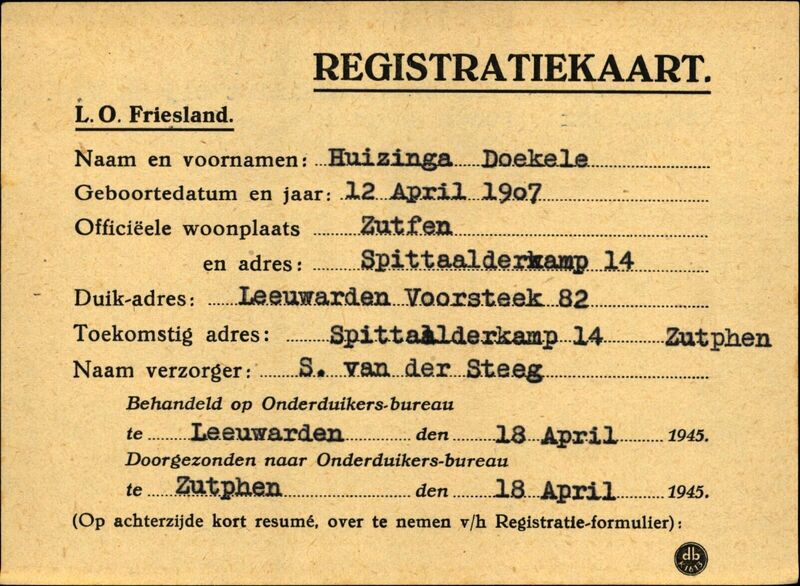 REGISTRATIEKAART.
L. O. Friesland.
Naam en voornamen: Huizinga Doekele
Geboortedatum en jaar: 12 April 1907
Officiëele woonplaats Zutfen
en adres: Spittaalderkamp 14
Duik-adres: Leeuwarden Voorsteek 82
Toekomstig adres: Spittaalderkamp 14 Zutphen
Naam verzorger: S. van der Steeg
Behandeld op Onderduikers-bureau
te Leeuwarden den 18 April 1945.
Doorgezonden naar Onderduikers-bureau
te Zutphen den 18 April 1945.
(Op achterzijde kort resumé, over te nemen v/h Registratie-formulier):
db
K 1613